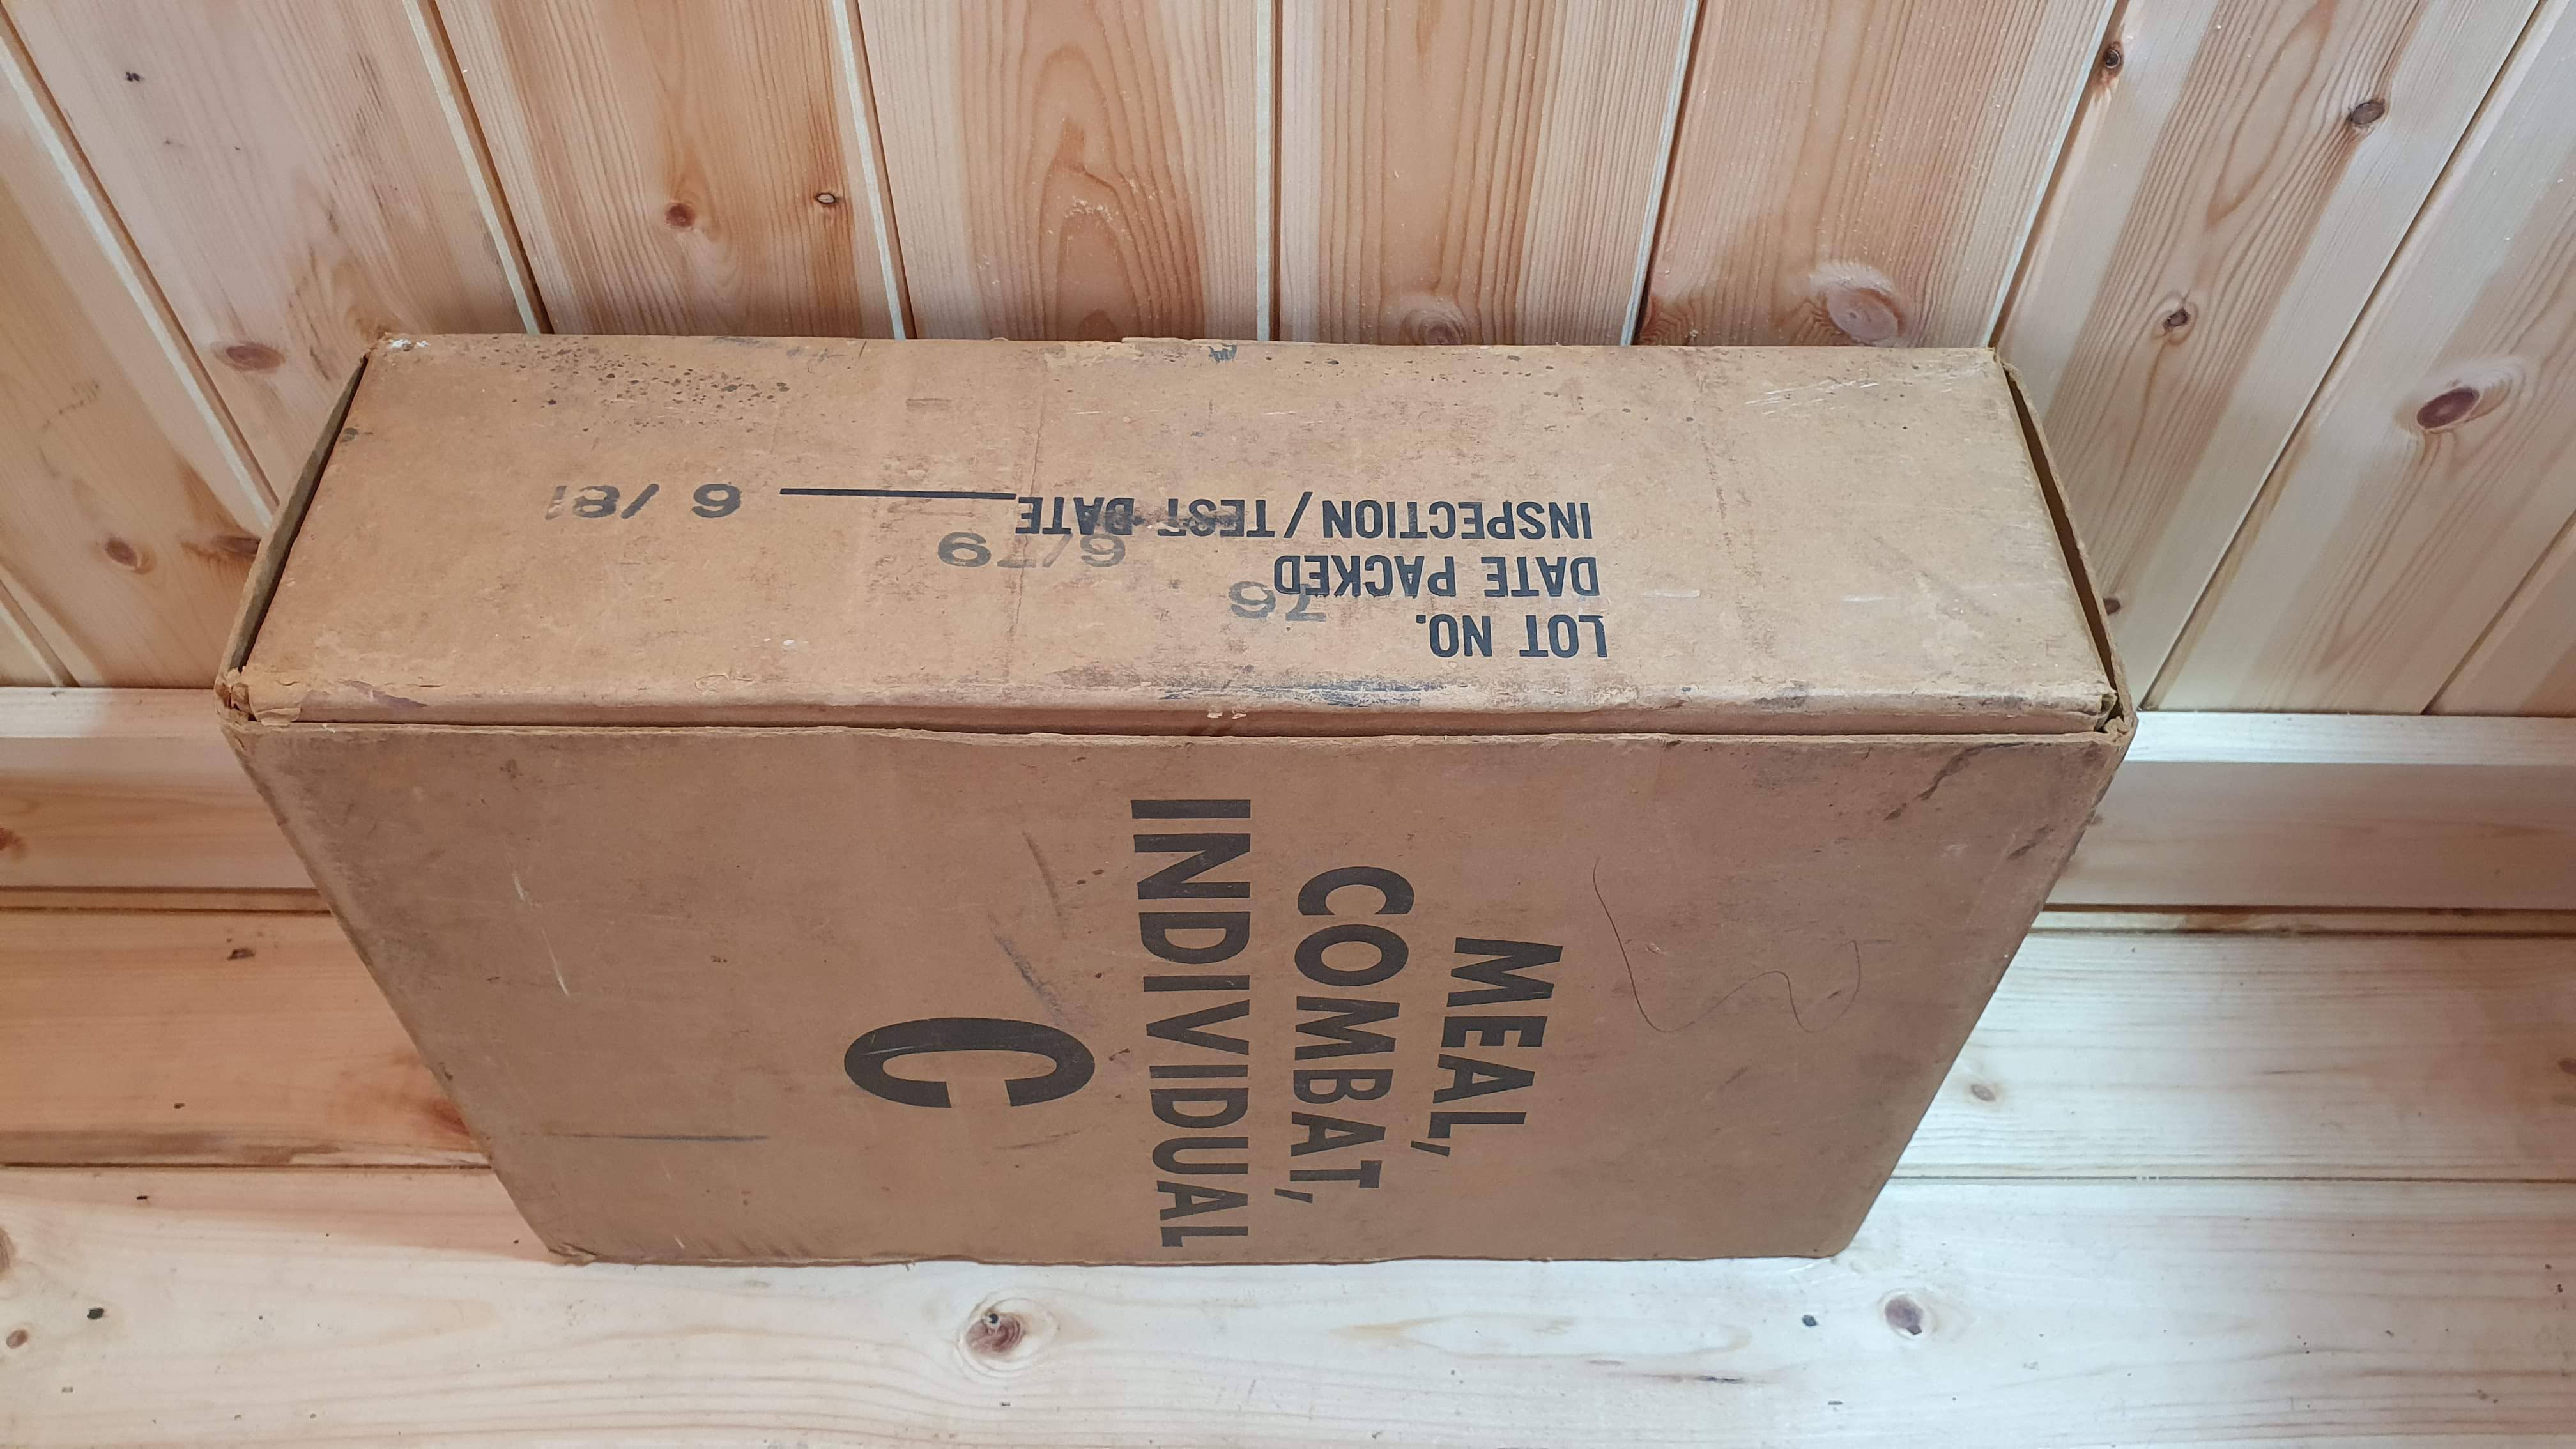 LOT NO. 76
DATE PACKED 6/79
INSPECTION / TEST DATE 6 /81
MEAL,
COMBAT,
INDIVIDUAL
C